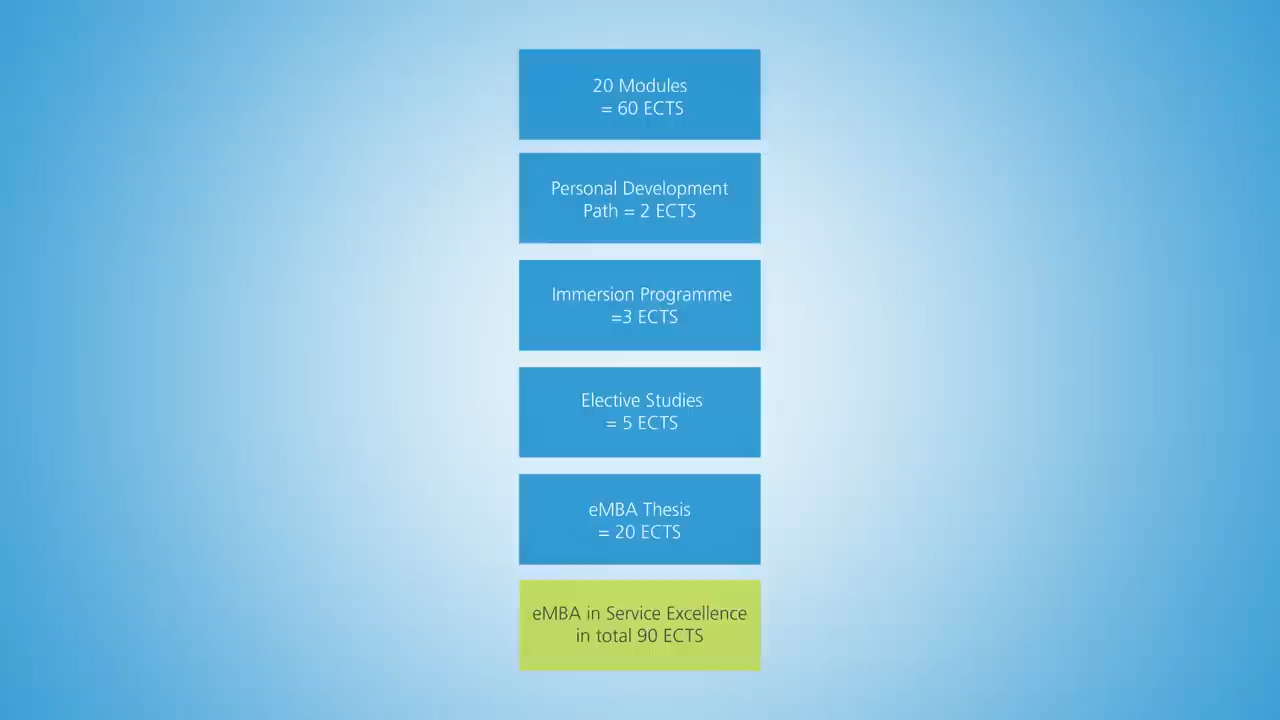 20 Modules
= 60 ECTS
Personal Development
Path = 2 ECTS
Immersion Programme
=3 ECTS
Elective Studies
= 5 ECTS
eMBA Thesis
= 20 ECTS
eMBA in Service Excellence
in total 90 ECTS